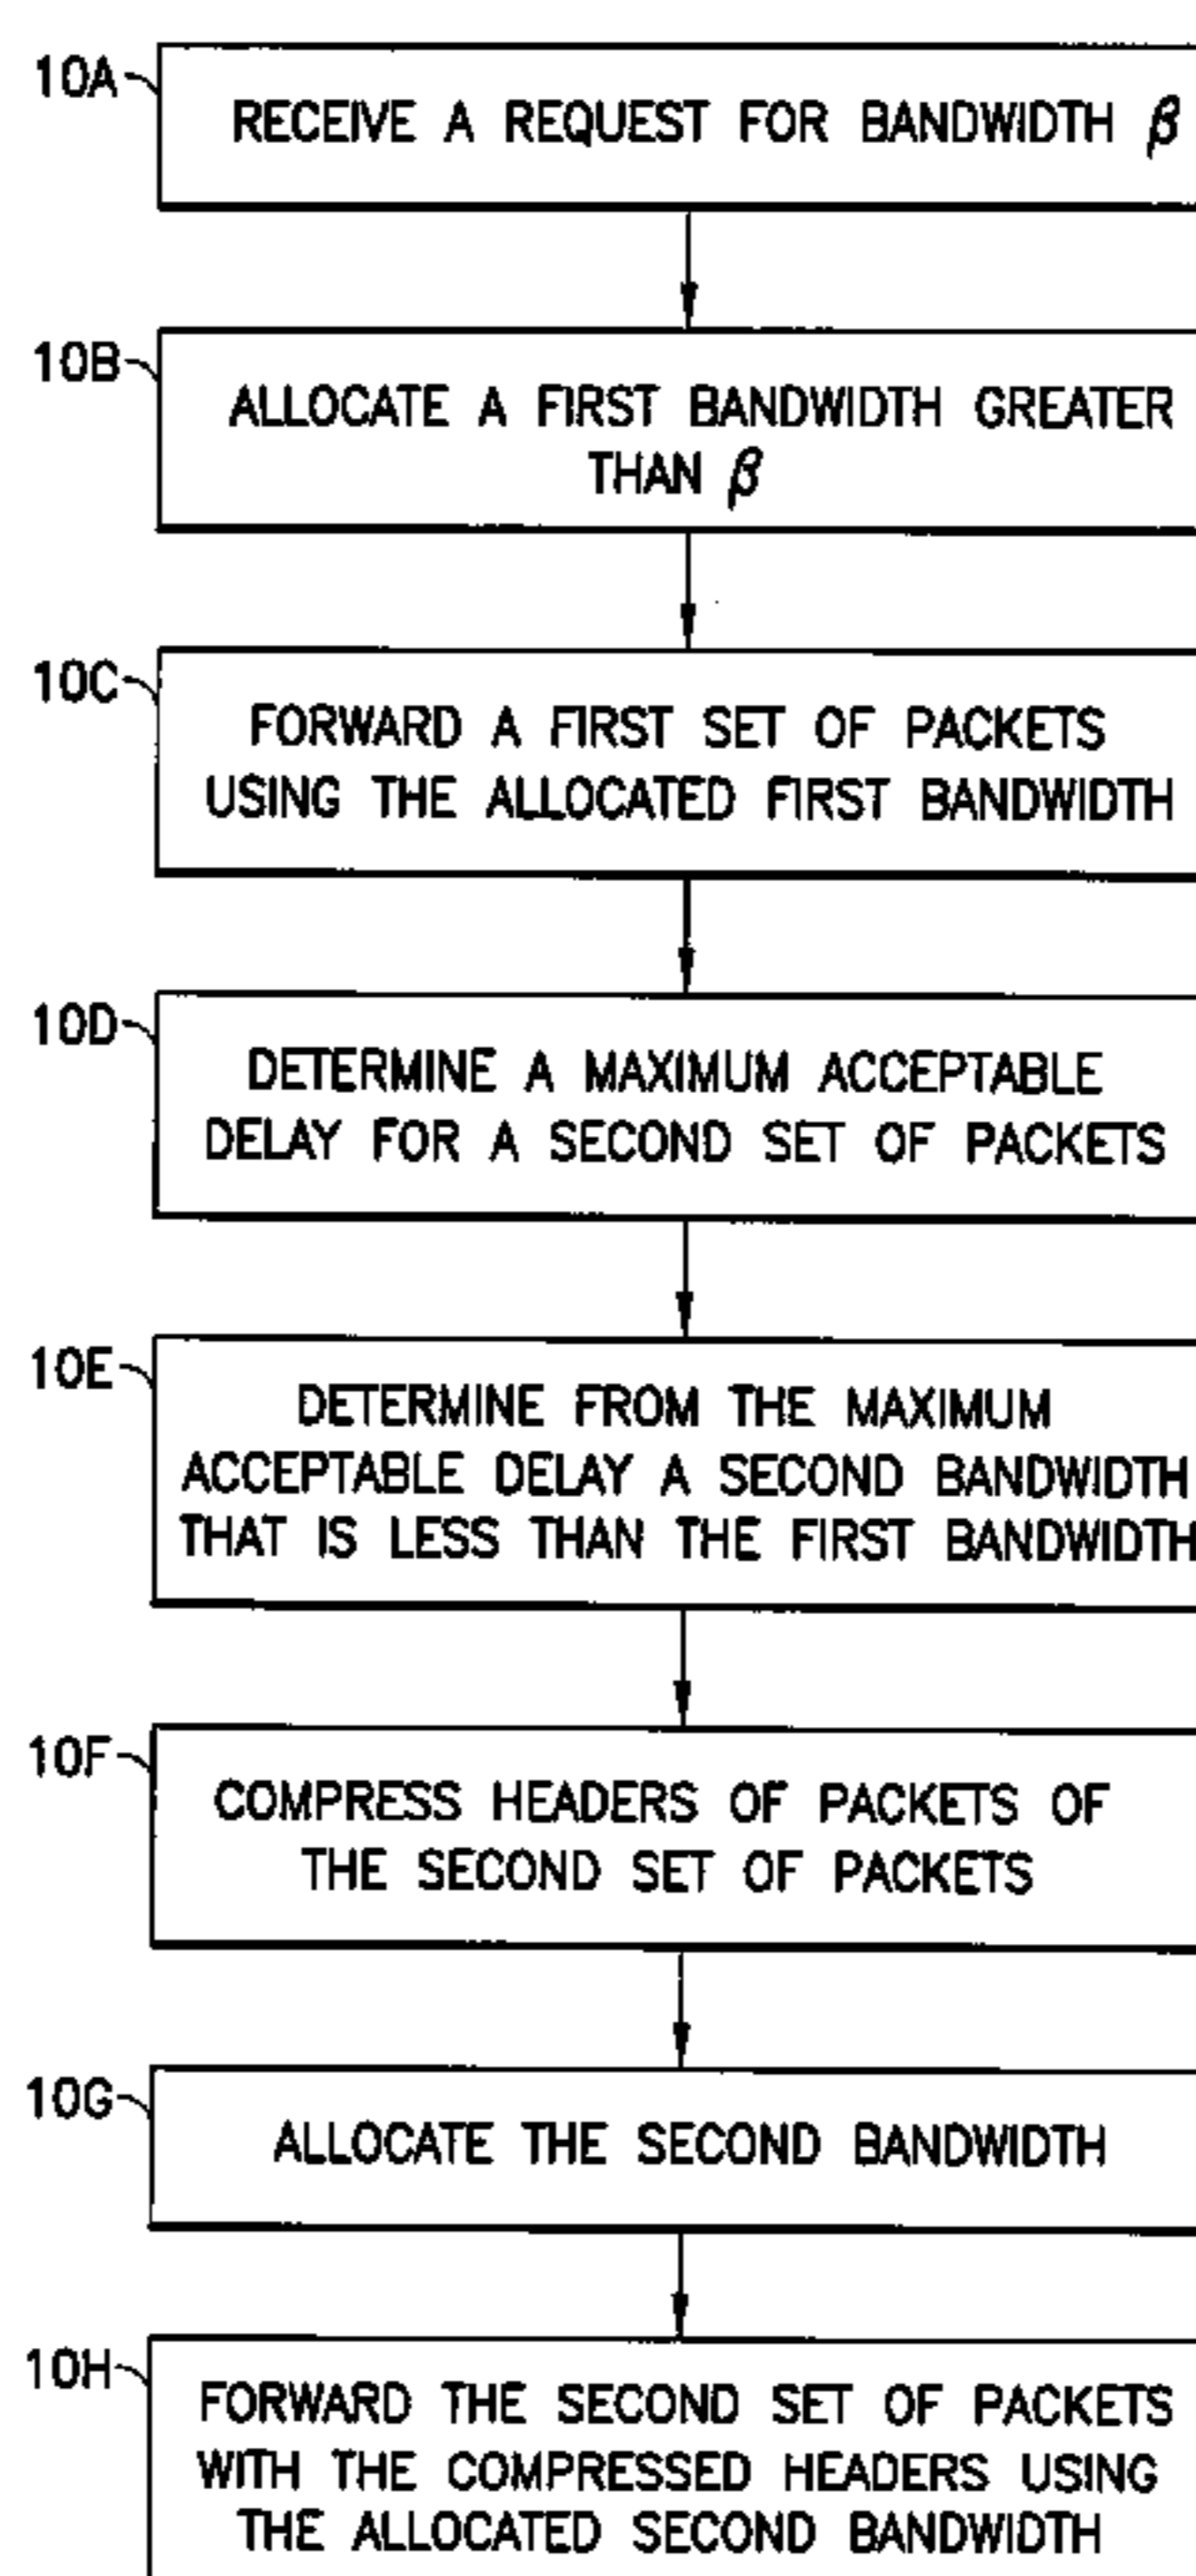 10A
RECEIVE A REQUEST FOR BANDWIDTH β
10B
ALLOCATE A FIRST BANDWIDTH GREATER
THAN β
10C
FORWARD A FIRST SET OF PACKETS
USING THE ALLOCATED FIRST BANDWIDTH
10D
DETERMINE A MAXIMUM ACCEPTABLE
DELAY FOR A SECOND SET OF PACKETS
10E
DETERMINE FROM THE MAXIMUM
ACCEPTABLE DELAY A SECOND BANDWIDTH
THAT IS LESS THAN THE FIRST BANDWIDTH
10F
COMPRESS HEADERS OF PACKETS OF
THE SECOND SET OF PACKETS
10G
ALLOCATE THE SECOND BANDWIDTH
10H
FORWARD THE SECOND SET OF PACKETS
WITH THE COMPRESSED HEADERS USING
THE ALLOCATED SECOND BANDWIDTH